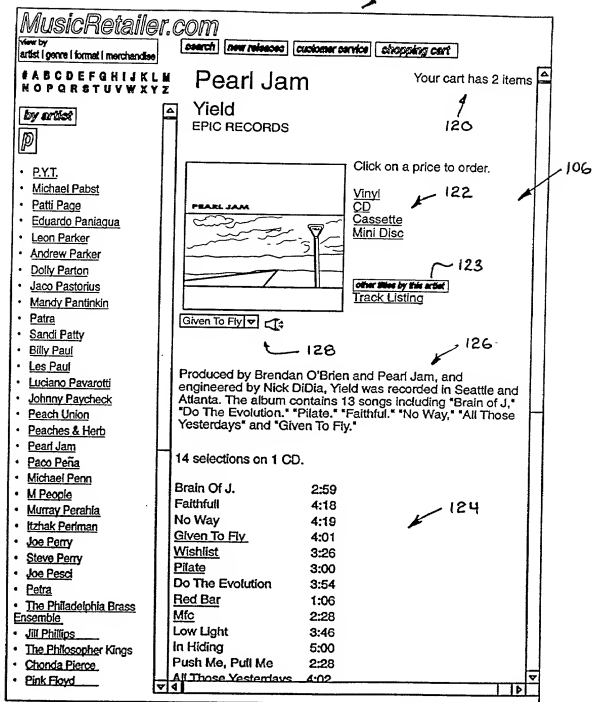 MusicRetailer.com
view by
artist | genre | format | merchandise
search new releases customer service shopping cart
# A B C D E F G H I J K L M
N O P Q R S T U V W X Y Z
by artist
p
• P.Y.T.
• Michael Pabst
• Patti Page
• Eduardo Paniagua
• Leon Parker
• Andrew Parker
• Dolly Parton
• Jaco Pastorius
• Mandy Pantinkin
• Patra
• Sandi Patty
• Billy Paul
• Les Paul
• Luciano Pavarotti
• Johnny Paycheck
• Peach Union
• Peaches & Herb
• Pearl Jam
• Paco Peña
• Michael Penn
• M People
• Murray Perahia
• Itzhak Perlman
• Joe Perry
• Steve Perry
• Joe Pesci
• Petra
• The Philadelphia Brass
Ensemble
• Jill Phillips
• The Philosopher Kings
• Chonda Pierce
• Pink Floyd
Pearl Jam
Your cart has 2 items
Yield
EPIC RECORDS
120
PEARL JAM
Click on a price to order.
106
Vinyl
122
CD
Cassette
Mini Disc
123
other titles by this artist
Track Listing
Given To Fly
128
126
Produced by Brendan O'Brien and Pearl Jam, and
engineered by Nick DiDia, Yield was recorded in Seattle and
Atlanta. The album contains 13 songs including "Brain of J,"
"Do The Evolution." "Pilate." "Faithful." "No Way," "All Those
Yesterdays" and "Given To Fly."
14 selections on 1 CD.
Brain Of J. 2:59
Faithfull 4:18
No Way 4:19
124
Given To Fly 4:01
Wishlist 3:26
Pilate 3:00
Do The Evolution 3:54
Red Bar 1:06
Mfc 2:28
Low Light 3:46
In Hiding 5:00
Push Me, Pull Me 2:28
All Those Yesterdays 4:02